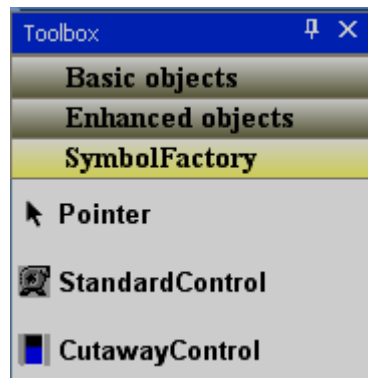 Toolbox
Basic objects
Enhanced objects
SymbolFactory
Pointer
StandardControl
CutawayControl